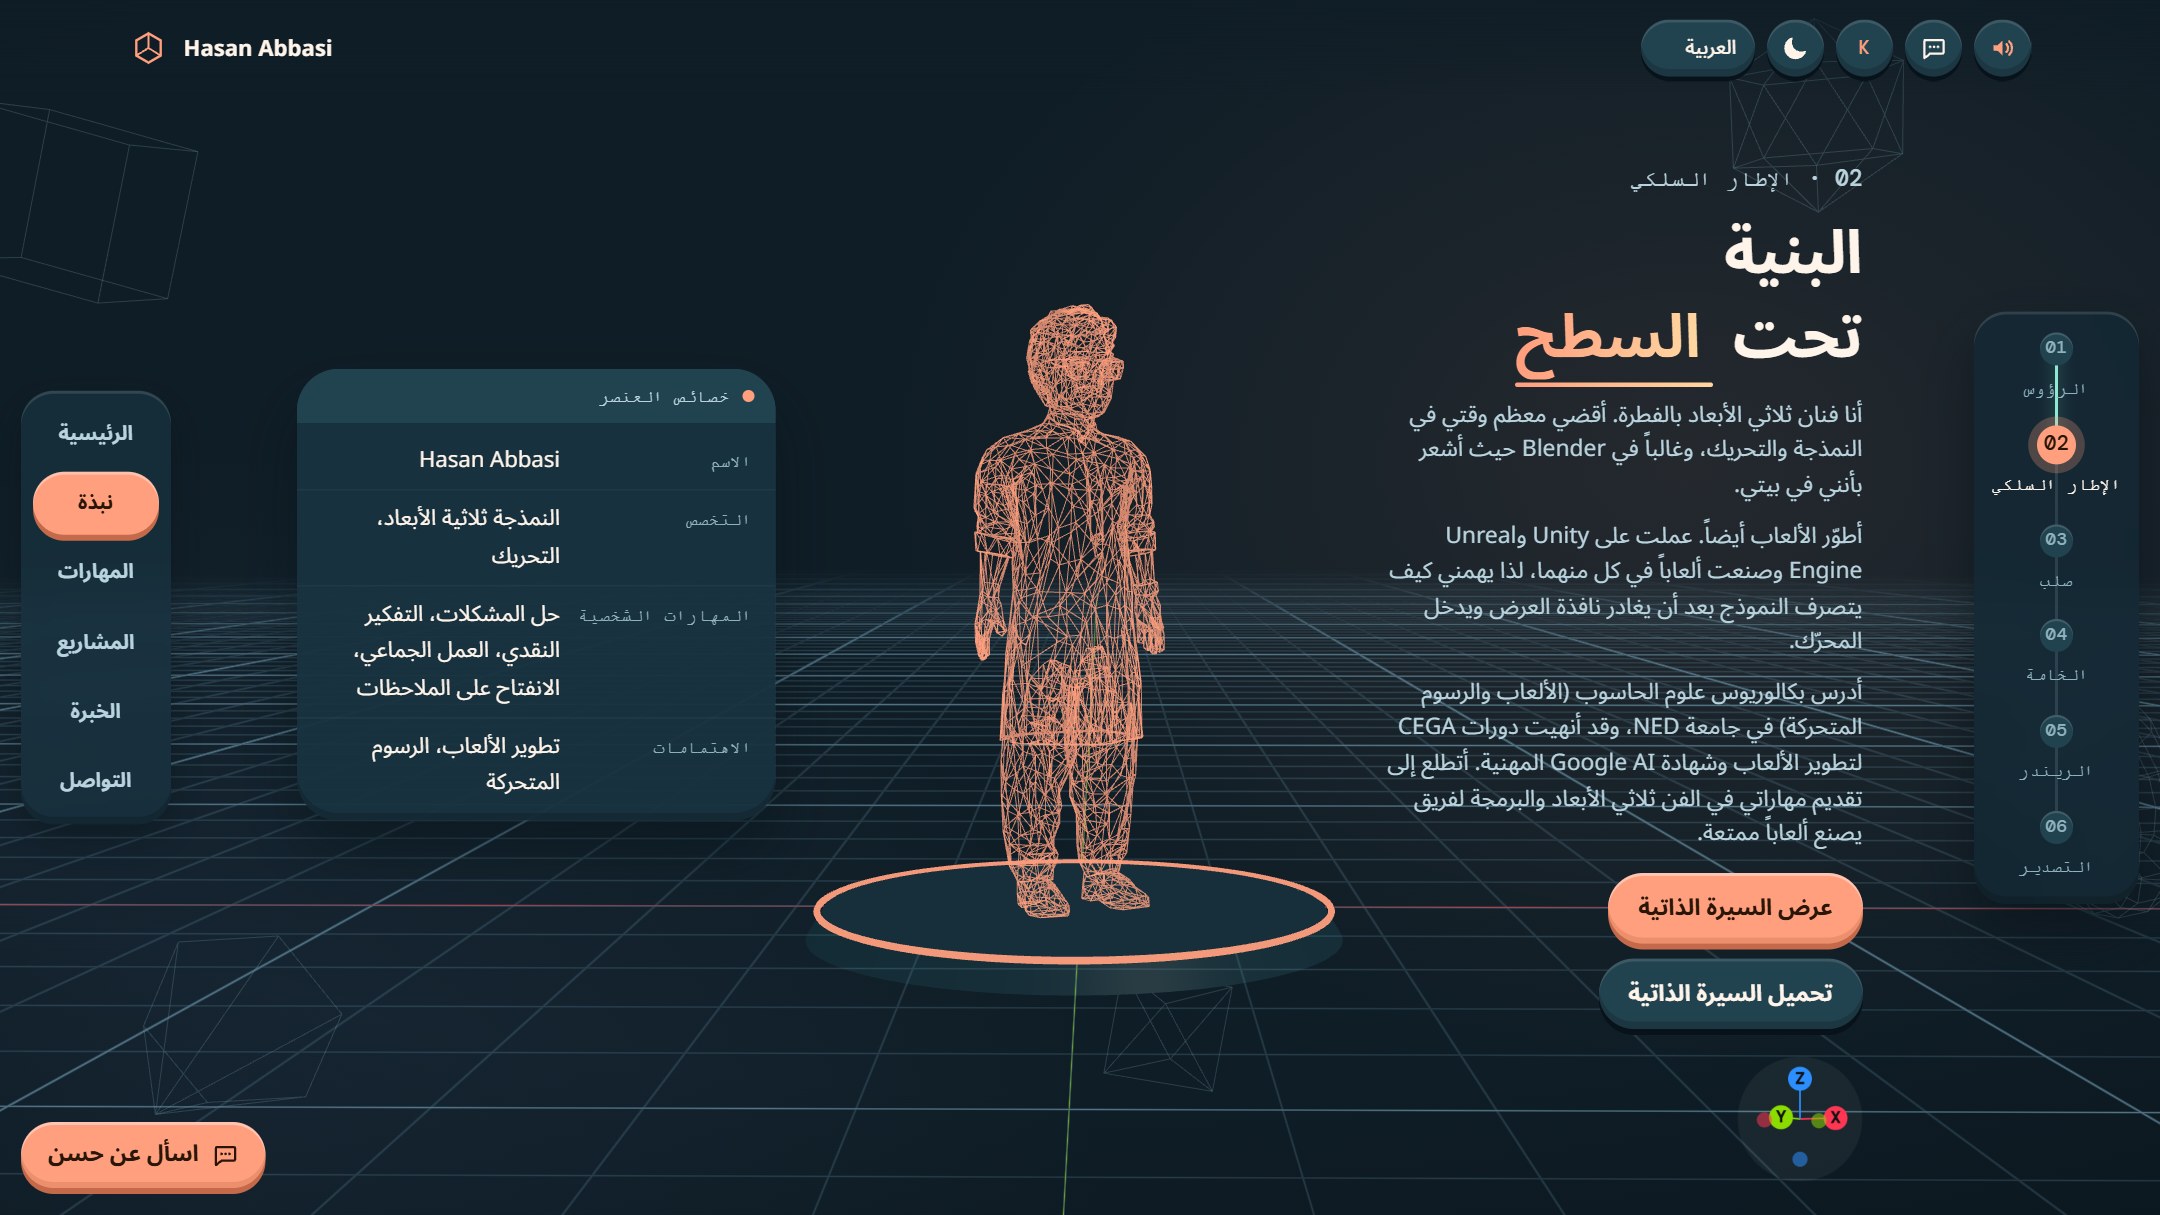 Hasan Abbasi
العربية
K
02 · الإطار السلكي
البنية
تحت السطح
أنا فنان ثلاثي الأبعاد بالفطرة. أقضي معظم وقتي في
النمذجة والتحريك، وغالباً في Blender حيث أشعر
بأنني في بيتي.
أطوّر الألعاب أيضاً. عملت على Unity وUnreal
Engine وصنعت ألعاباً في كل منهما، لذا يهمني كيف
يتصرف النموذج بعد أن يغادر نافذة العرض ويدخل
المحرّك.
أدرس بكالوريوس علوم الحاسوب (الألعاب والرسوم
المتحركة) في جامعة NED، وقد أنهيت دورات CEGA
لتطوير الألعاب وشهادة Google AI المهنية. أتطلع إلى
تقديم مهاراتي في الفن ثلاثي الأبعاد والبرمجة لفريق
يصنع ألعاباً ممتعة.
عرض السيرة الذاتية
تحميل السيرة الذاتية
01
الرؤوس
02
الإطار السلكي
03
صلب
04
الخامة
05
الريندر
06
التصدير
خصائص العنصر
الاسم Hasan Abbasi
التخصص النمذجة ثلاثية الأبعاد،
التحريك
المهارات الشخصية حل المشكلات، التفكير
النقدي، العمل الجماعي،
الانفتاح على الملاحظات
الاهتمامات تطوير الألعاب، الرسوم
المتحركة
الرئيسية
نبذة
المهارات
المشاريع
الخبرة
التواصل
Z
Y
X
اسأل عن حسن